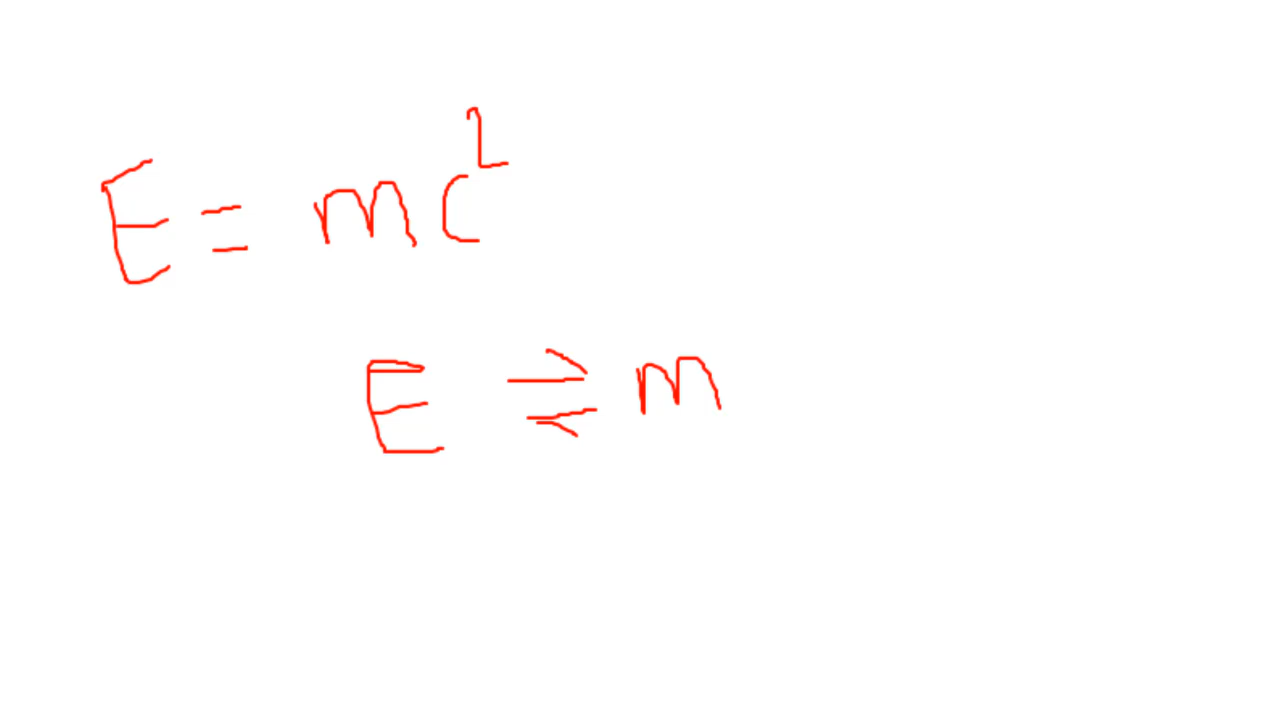 E = mc²
E ⇌ m